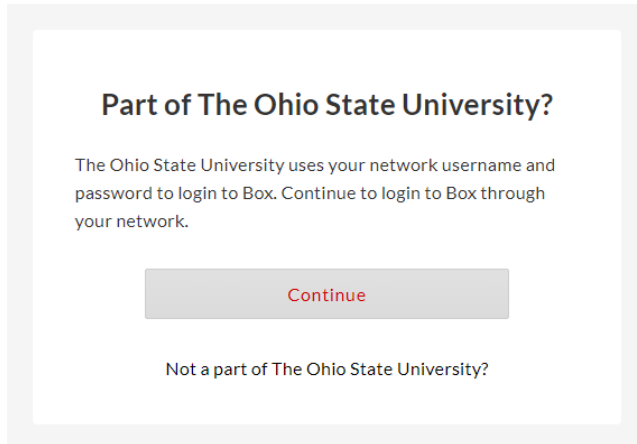 Part of The Ohio State University?
The Ohio State University uses your network username and
password to login to Box. Continue to login to Box through
your network.
Continue
Not a part of The Ohio State University?